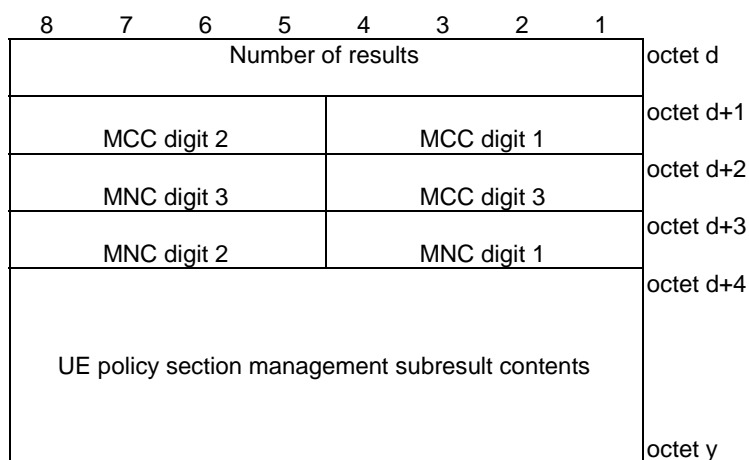 8 7 6 5 4 3 2 1
Number of results octet d
octet d+1
MCC digit 2 MCC digit 1
octet d+2
MNC digit 3 MCC digit 3
octet d+3
MNC digit 2 MNC digit 1
octet d+4
UE policy section management subresult contents
octet y